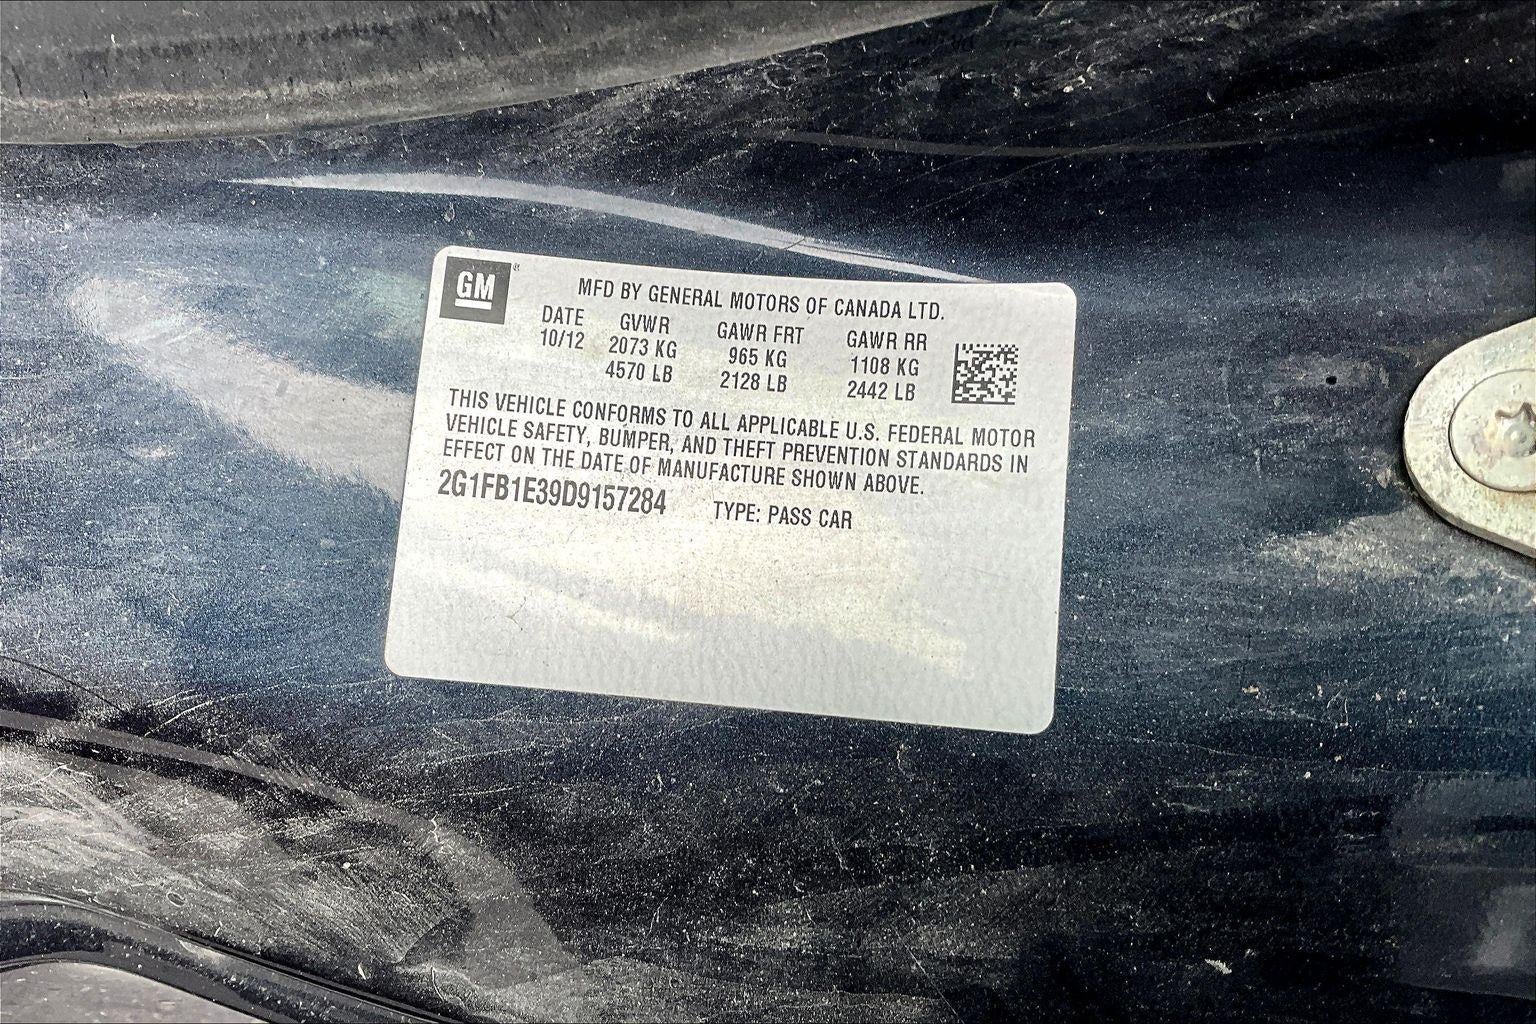 GM
MFD BY GENERAL MOTORS OF CANADA LTD.
DATE GVWR GAWR FRT GAWR RR
10/12 2073 KG 965 KG 1108 KG
4570 LB 2128 LB 2442 LB
THIS VEHICLE CONFORMS TO ALL APPLICABLE U.S. FEDERAL MOTOR
VEHICLE SAFETY, BUMPER, AND THEFT PREVENTION STANDARDS IN
EFFECT ON THE DATE OF MANUFACTURE SHOWN ABOVE.
2G1FB1E39D9157284 TYPE: PASS CAR